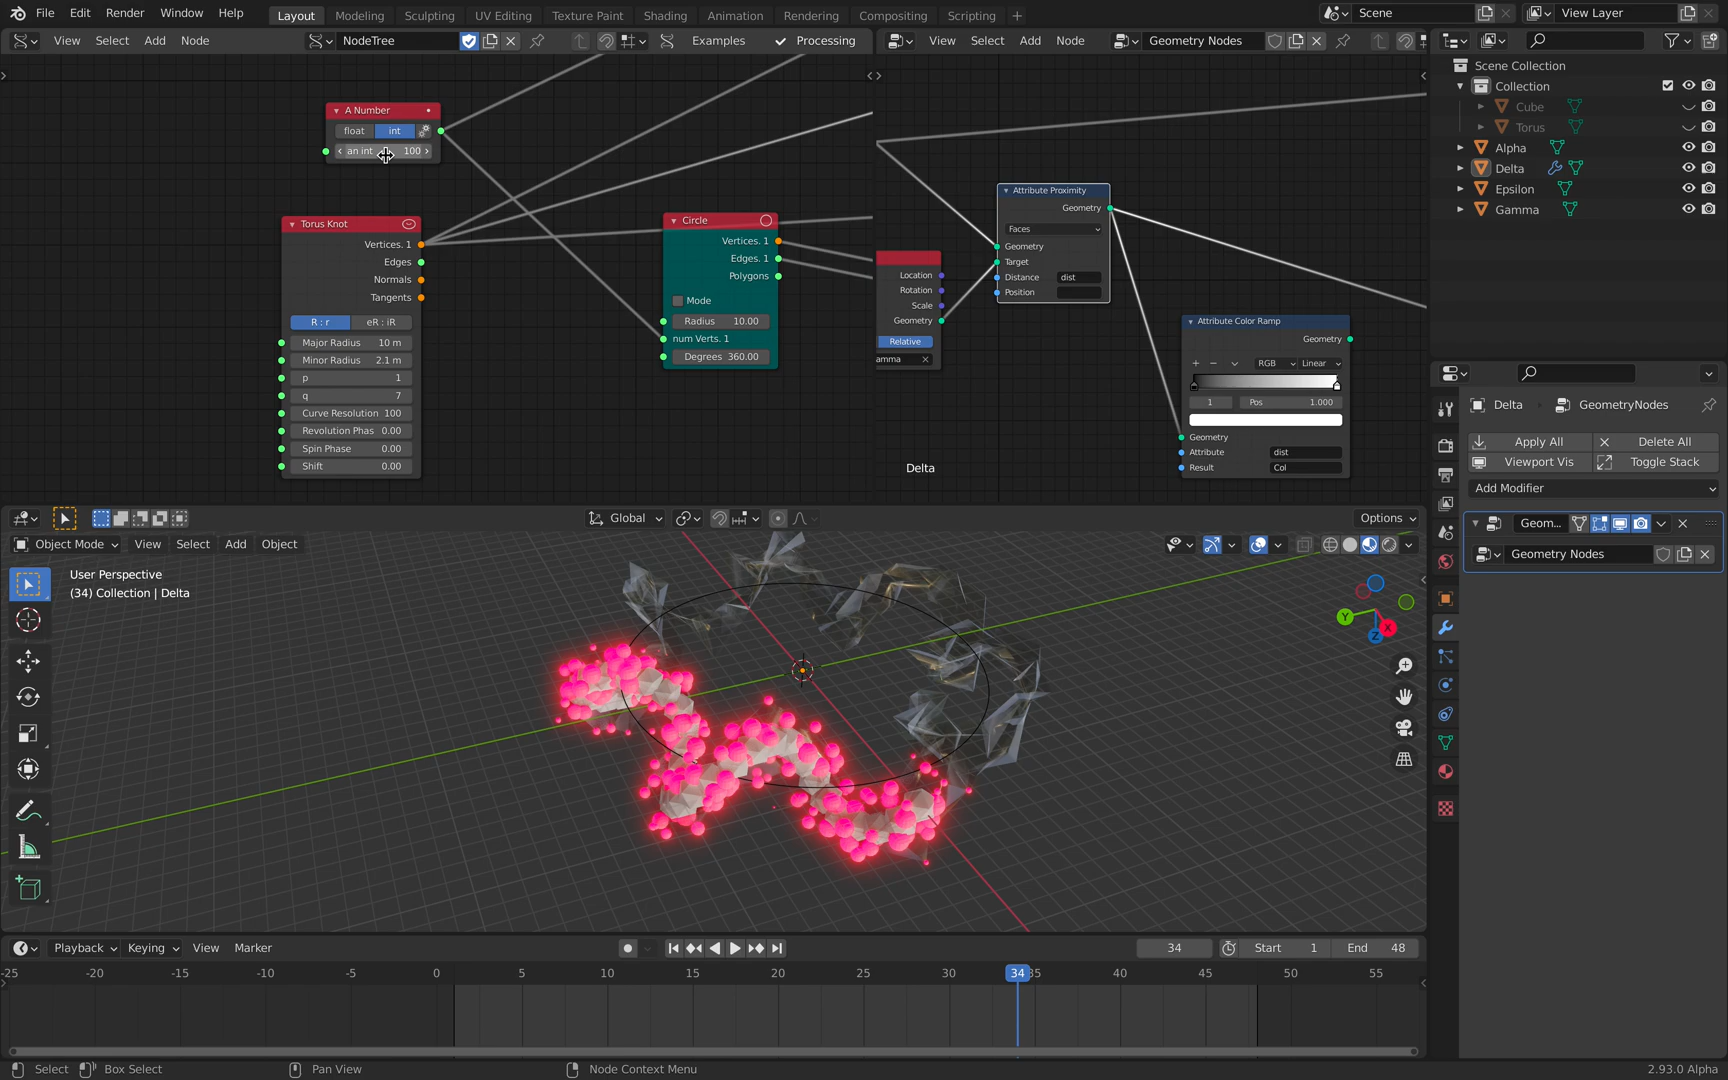 File Edit Render Window Help Layout Modeling Sculpting UV Editing Texture Paint Shading Animation Rendering Compositing Scripting + Scene View Layer
View Select Add Node NodeTree Examples Processing
View Select Add Node Geometry Nodes
Scene Collection
Collection
Cube
Torus
Alpha
Delta
Epsilon
Gamma
A Number
float int
an int 100
Torus Knot
Vertices. 1
Edges
Normals
Tangents
R : r eR : iR
Major Radius 10 m
Minor Radius 2.1 m
p 1
q 7
Curve Resolution 100
Revolution Phas 0.00
Spin Phase 0.00
Shift 0.00
Circle
Vertices. 1
Edges. 1
Polygons
Mode
Radius 10.00
num Verts. 1
Degrees 360.00
Location
Rotation
Scale
Geometry
Relative
amma
Attribute Proximity
Geometry
Faces
Geometry
Target
Distance dist
Position
Attribute Color Ramp
Geometry
RGB Linear
1 Pos 1.000
Geometry
Attribute dist
Result Col
Delta
Delta GeometryNodes
Apply All Delete All
Viewport Vis Toggle Stack
Add Modifier
Geom...
Geometry Nodes
Global Options
Object Mode View Select Add Object
User Perspective
(34) Collection | Delta
Y X Z
Playback Keying View Marker 34 Start 1 End 48
-25 -20 -15 -10 -5 0 5 10 15 20 25 30 34 35 40 45 50 55
Select Box Select Pan View Node Context Menu 2.93.0 Alpha